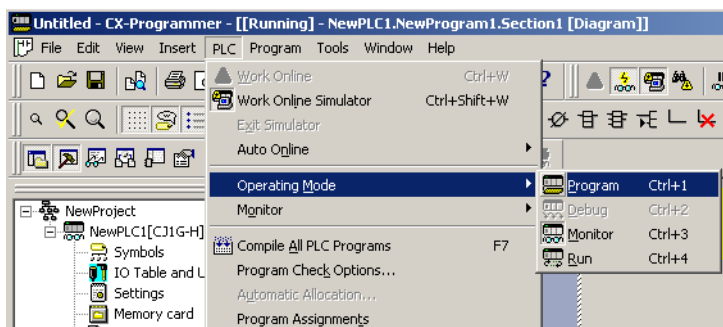 Untitled - CX-Programmer - [[Running] - NewPLC1.NewProgram1.Section1 [Diagram]]
File Edit View Insert PLC Program Tools Window Help
Work Online Ctrl+W
Work Online Simulator Ctrl+Shift+W
Exit Simulator
Auto Online
Operating Mode
Program Ctrl+1
Debug Ctrl+2
Monitor Ctrl+3
Run Ctrl+4
Monitor
Compile All PLC Programs F7
Program Check Options...
Automatic Allocation...
Program Assignments
NewProject
NewPLC1[CJ1G-H]
Symbols
IO Table and U
Settings
Memory card